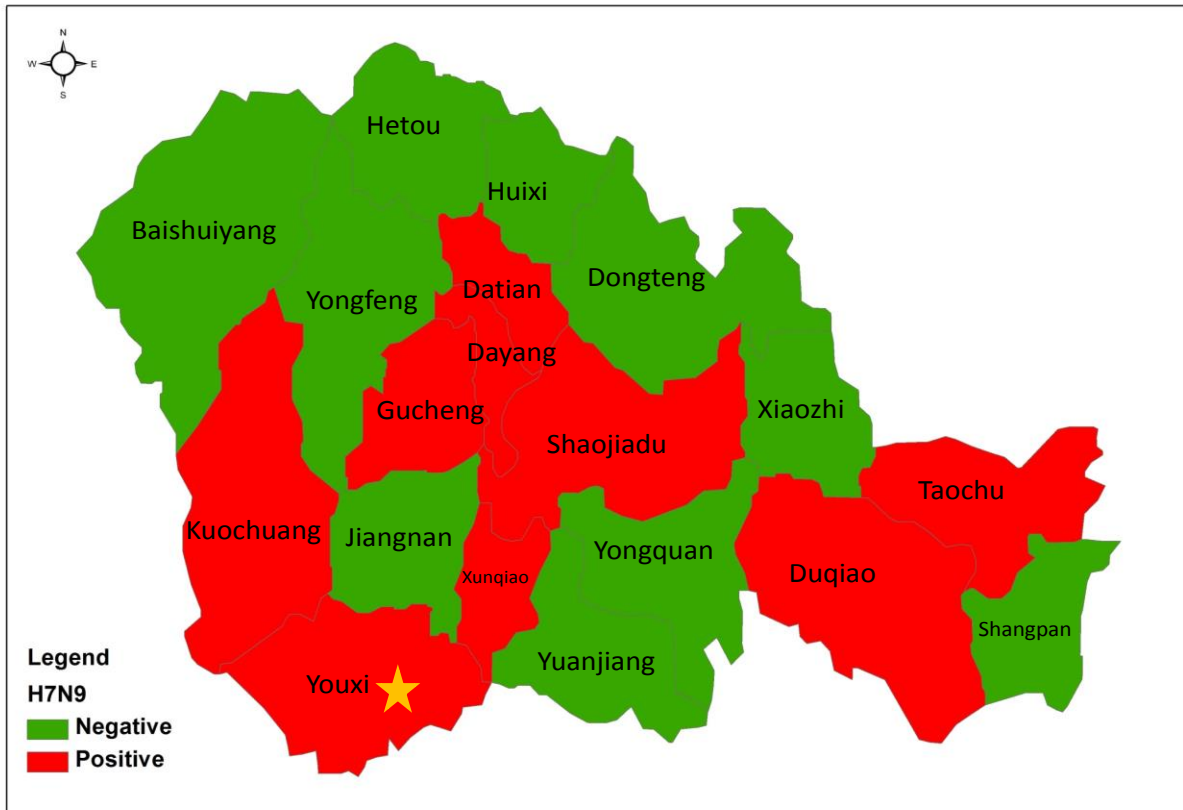 N
W E
S
Hetou
Huixi
Baishuiyang
Dongteng
Datian
Yongfeng
Dayang
Gucheng
Xiaozhi
Shaojiadu
Taochu
Kuochuang
Jiangnan
Yongquan
Xunqiao
Duqiao
Shangpan
Yuanjiang
Youxi
Legend
H7N9
Negative
Positive